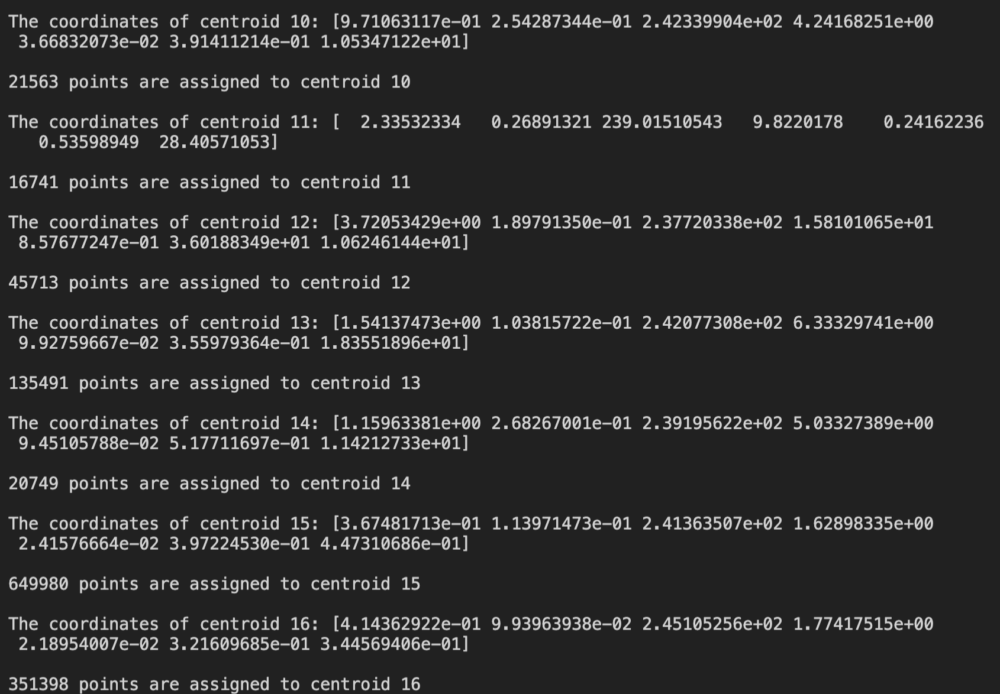 The coordinates of centroid 10: [9.71063117e-01 2.54287344e-01 2.42339904e+02 4.24168251e+00
3.66832073e-02 3.91411214e-01 1.05347122e+01]
21563 points are assigned to centroid 10
The coordinates of centroid 11: [  2.33532334   0.26891321 239.01510543   9.8220178    0.24162236
0.53598949  28.40571053]
16741 points are assigned to centroid 11
The coordinates of centroid 12: [3.72053429e+00 1.89791350e-01 2.37720338e+02 1.58101065e+01
8.57677247e-01 3.60188349e+01 1.06246144e+01]
45713 points are assigned to centroid 12
The coordinates of centroid 13: [1.54137473e+00 1.03815722e-01 2.42077308e+02 6.33329741e+00
9.92759667e-02 3.55979364e-01 1.83551896e+01]
135491 points are assigned to centroid 13
The coordinates of centroid 14: [1.15963381e+00 2.68267001e-01 2.39195622e+02 5.03327389e+00
9.45105788e-02 5.17711697e-01 1.14212733e+01]
20749 points are assigned to centroid 14
The coordinates of centroid 15: [3.67481713e-01 1.13971473e-01 2.41363507e+02 1.62898335e+00
2.41576664e-02 3.97224530e-01 4.47310686e-01]
649980 points are assigned to centroid 15
The coordinates of centroid 16: [4.14362922e-01 9.93963938e-02 2.45105256e+02 1.77417515e+00
2.18954007e-02 3.21609685e-01 3.44569406e-01]
351398 points are assigned to centroid 16